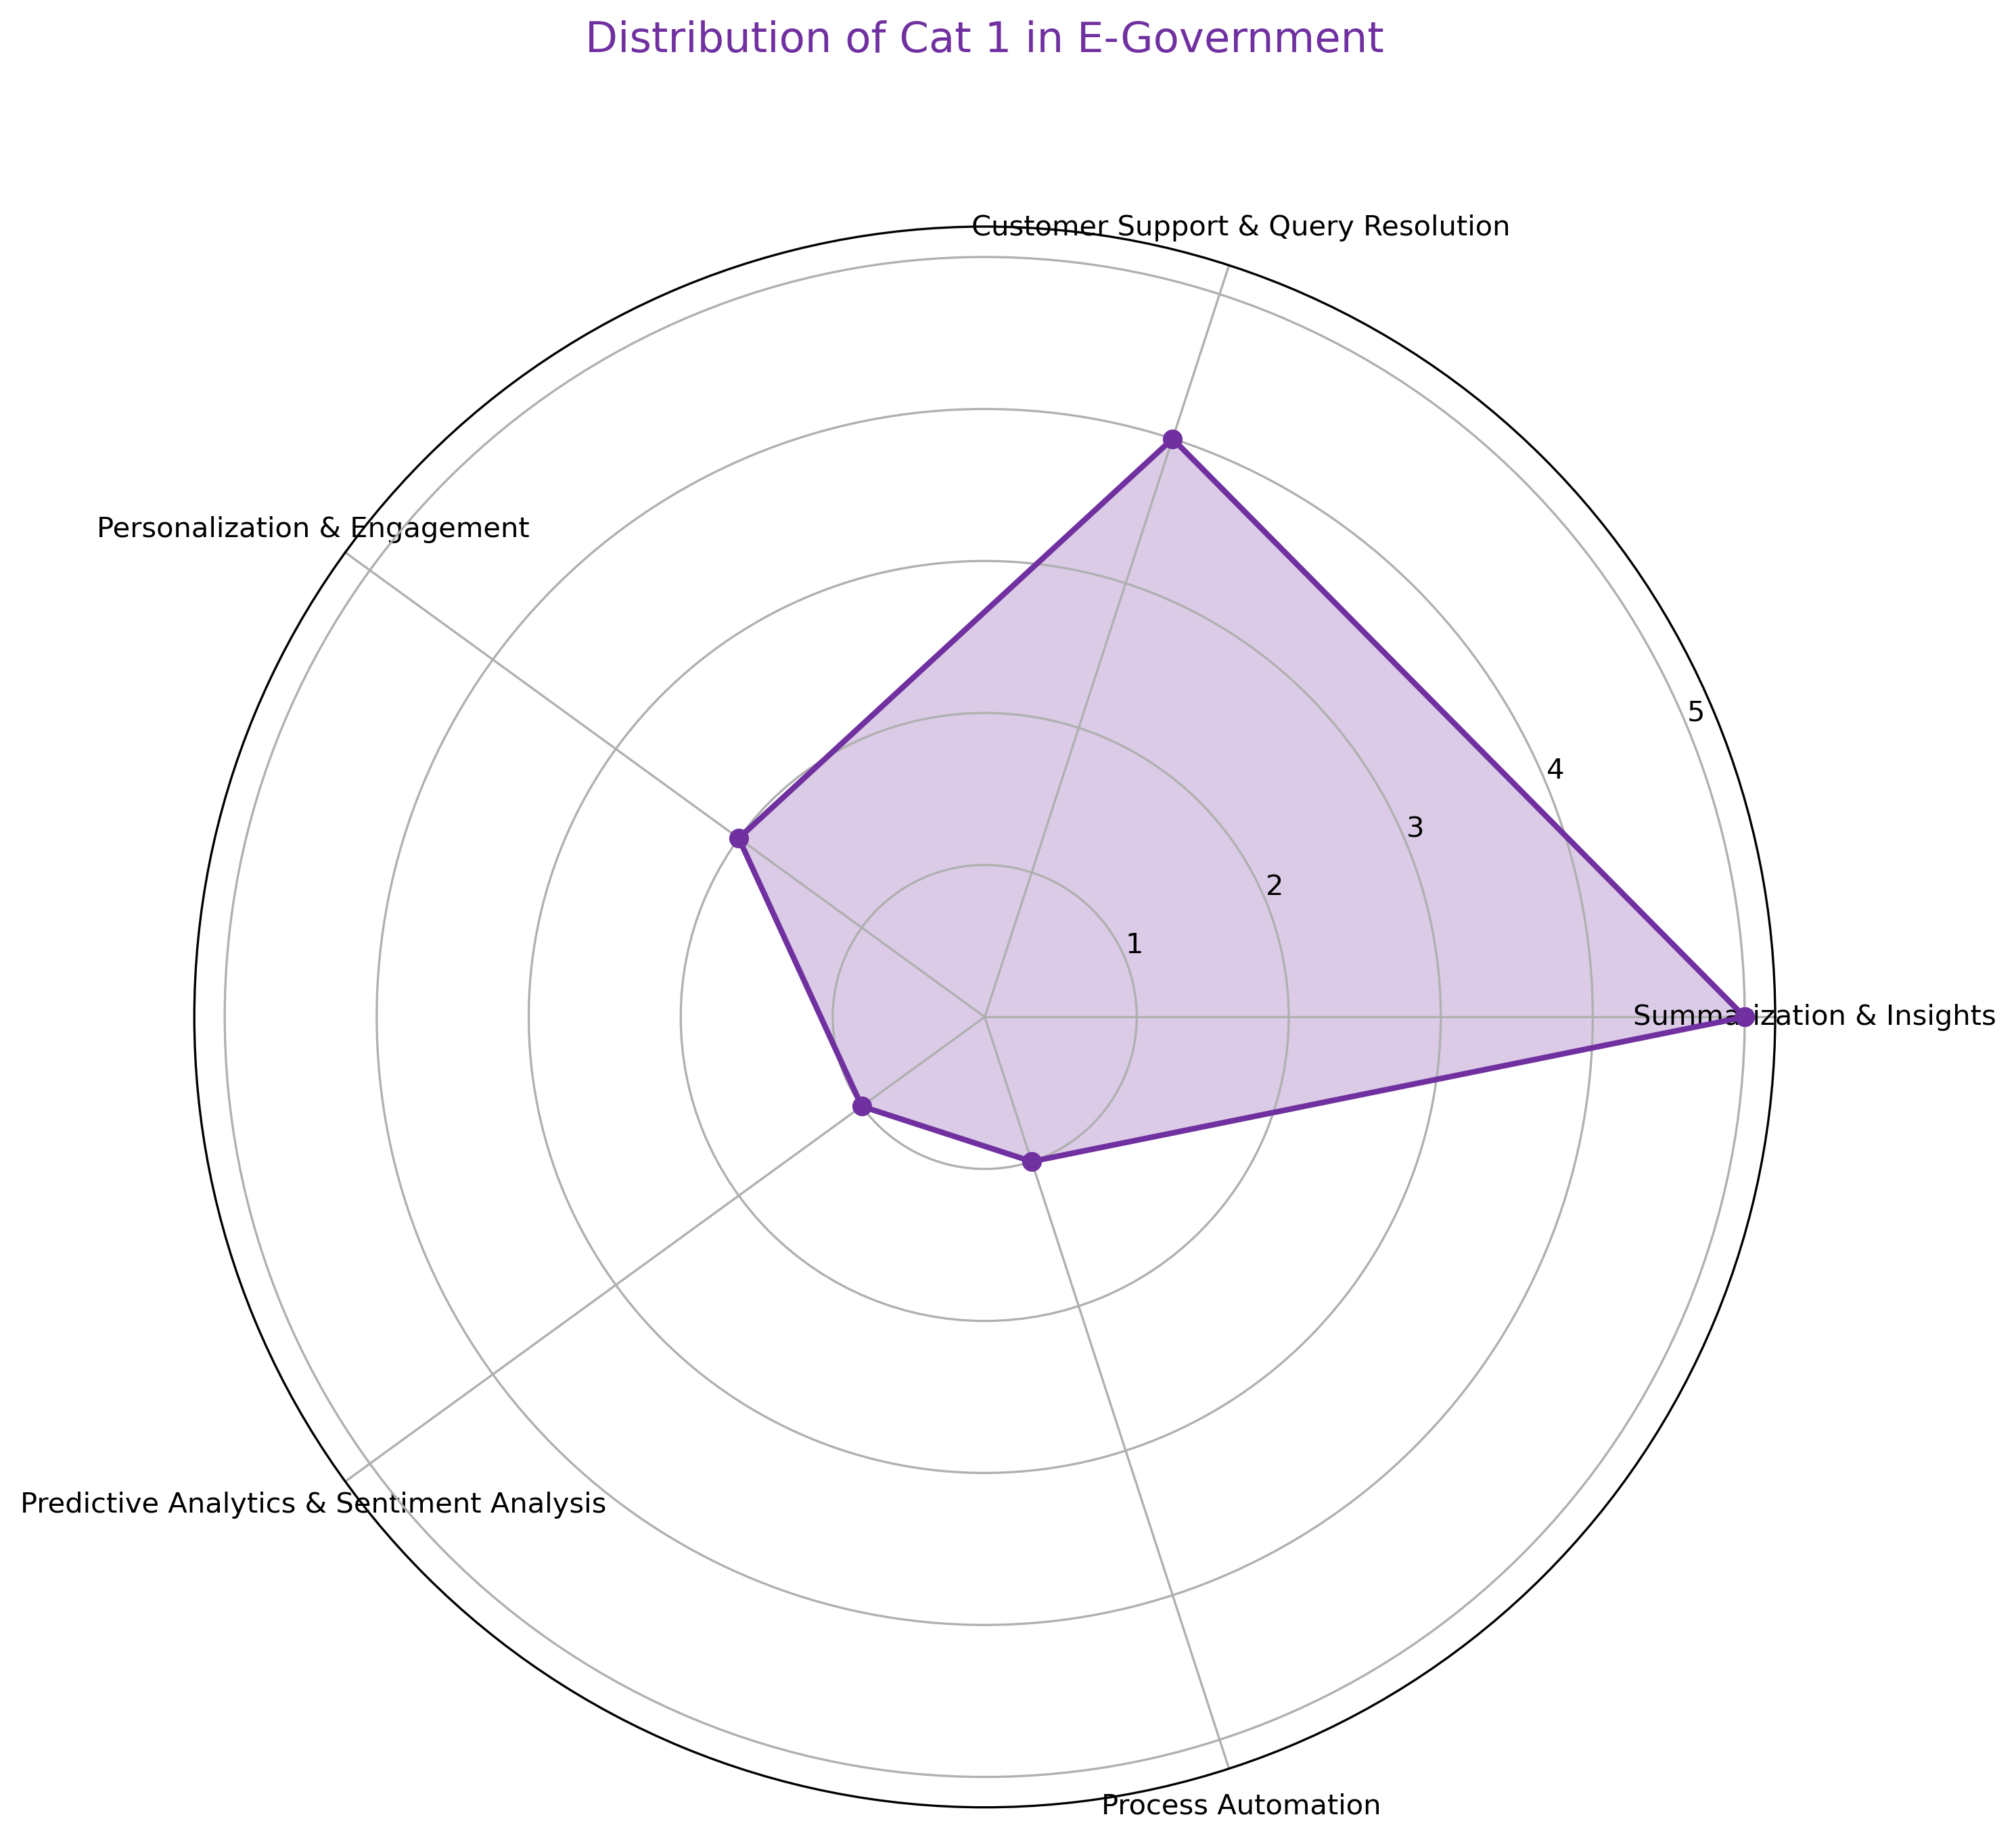 Distribution of Cat 1 in E-Government
Customer Support & Query Resolution
Personalization & Engagement
5
4
3
2
1
Summarization & Insights
Predictive Analytics & Sentiment Analysis
Process Automation